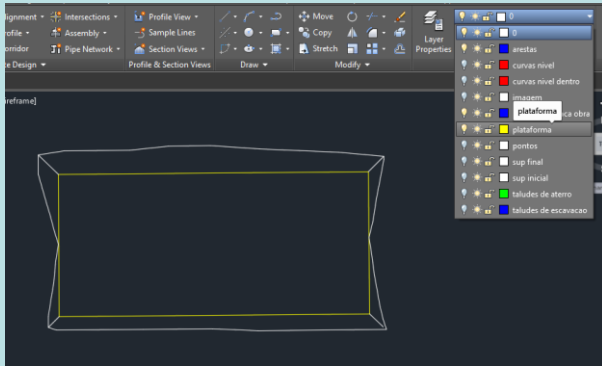 lignment Intersections Profile View Move 0
rofile Assembly Sample Lines Copy 0
orridor Pipe Network Section Views Stretch Layer Properties arestas
te Design Profile & Section Views Draw Modify curvas nivel
curvas nivel dentro
ireframe] imagem
plataforma ca obra
plataforma
pontos
sup final
sup inicial
taludes de aterro
taludes de escavacao